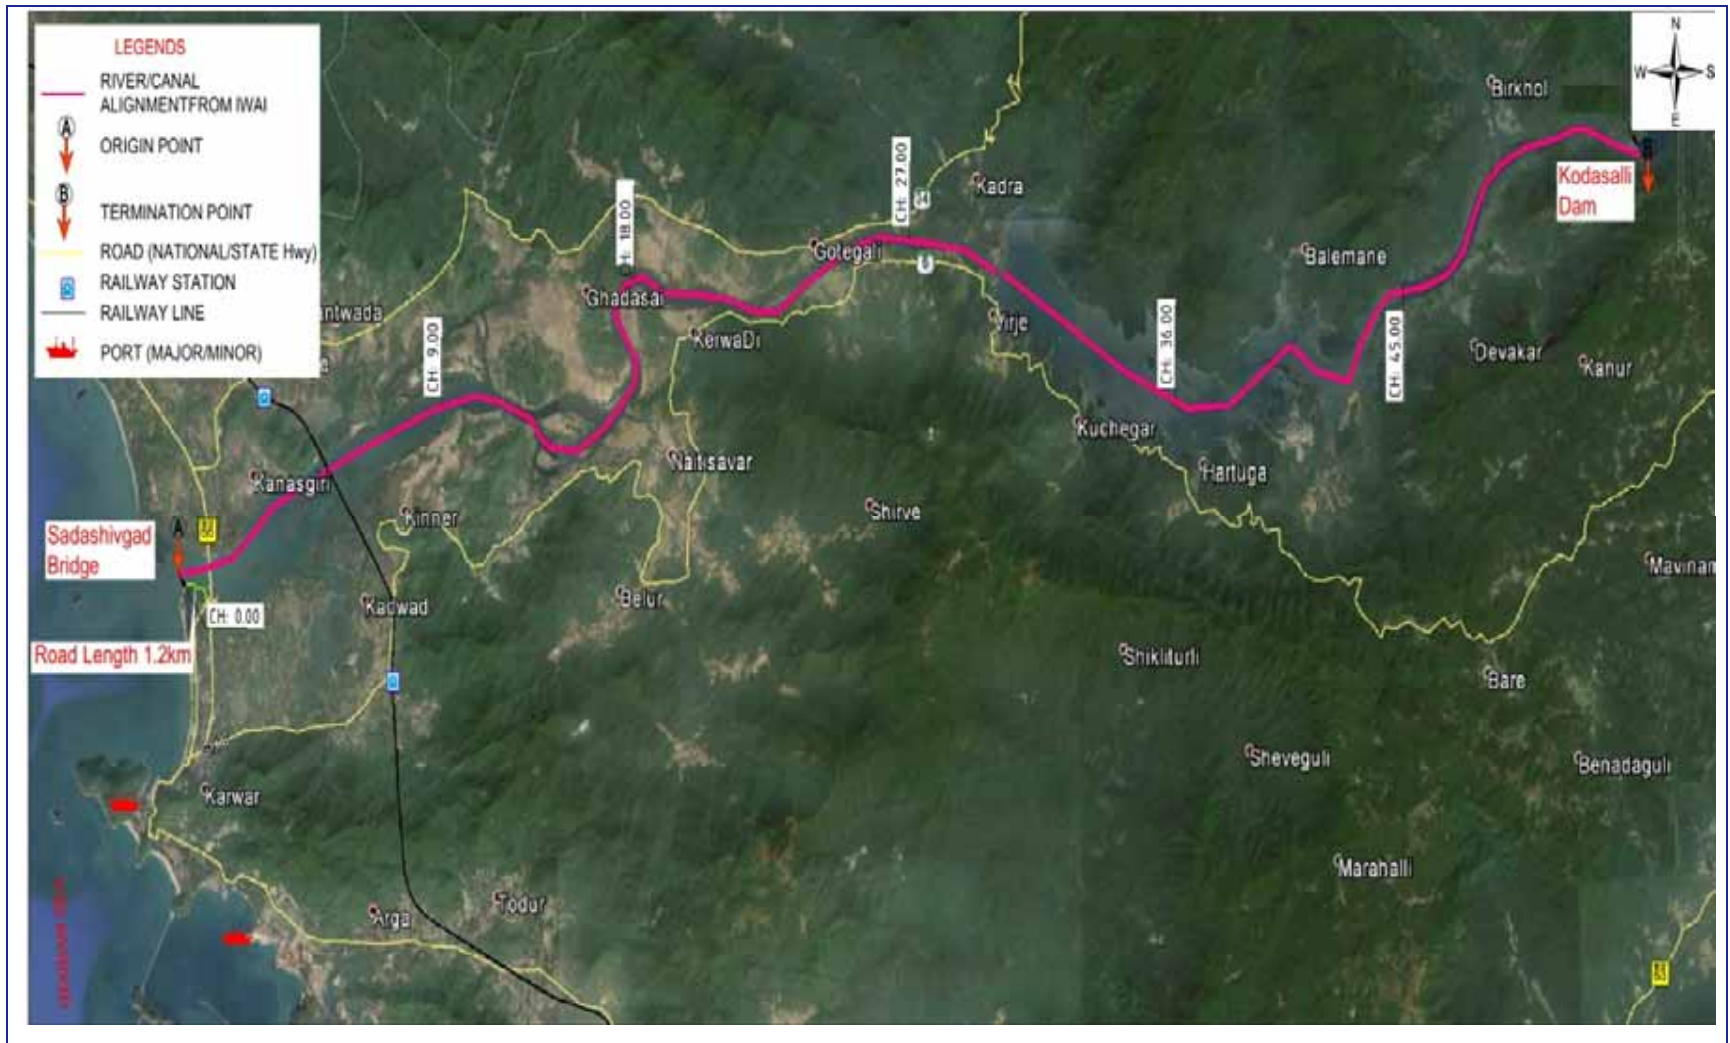 LEGENDS
RIVER/CANAL
ALIGNMENTFROM IWAI
A
ORIGIN POINT
B
TERMINATION POINT
ROAD (NATIONAL/STATE Hwy)
RAILWAY STATION
RAILWAY LINE
PORT (MAJOR/MINOR)
N
W
S
E
Birkhol
Kodasalli
Dam
CH: 27.00
Kadra
CH: 18.00
Gotegali
Balemane
Ghadasai
ntwada
CH: 9.00
KeiwaDi
Virje
CH: 36.00
CH: 45.00
Devakar
Kanur
Kuchegar
Naitisavar
Hartuga
Kanasgiri
Kinner
Shirve
A
Sadashivgad
Bridge
Mavinam
CH: 0.00
Kadwad
Belur
Road Length 1.2km
Shikliturli
Bare
Sheveguli
Benadaguli
Karwar
Marahalli
Arga
Todur